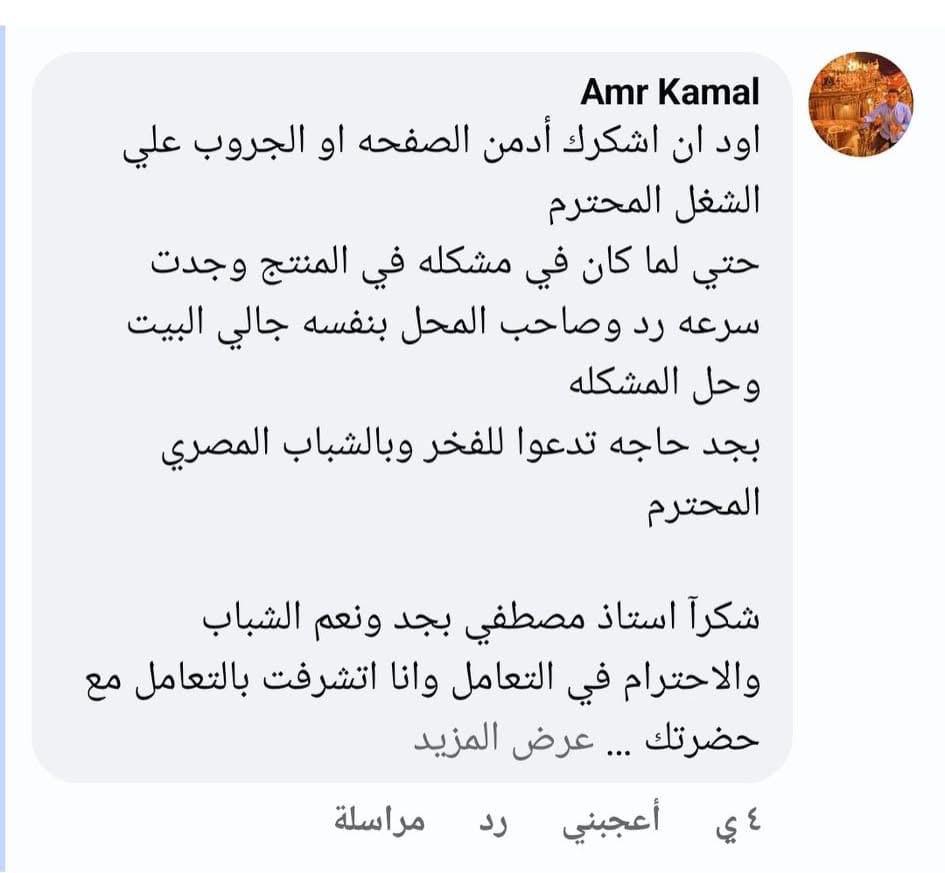 Amr Kamal
اود ان اشكرك أدمن الصفحه او الجروب علي
الشغل المحترم
حتي لما كان في مشكله في المنتج وجدت
سرعه رد وصاحب المحل بنفسه جالي البيت
وحل المشكله
بجد حاجه تدعوا للفخر وبالشباب المصري
المحترم
شكرآ استاذ مصطفي بجد ونعم الشباب
والاحترام في التعامل وانا اتشرفت بالتعامل مع
حضرتك ... عرض المزيد
٤ ي أعجبني رد مراسلة